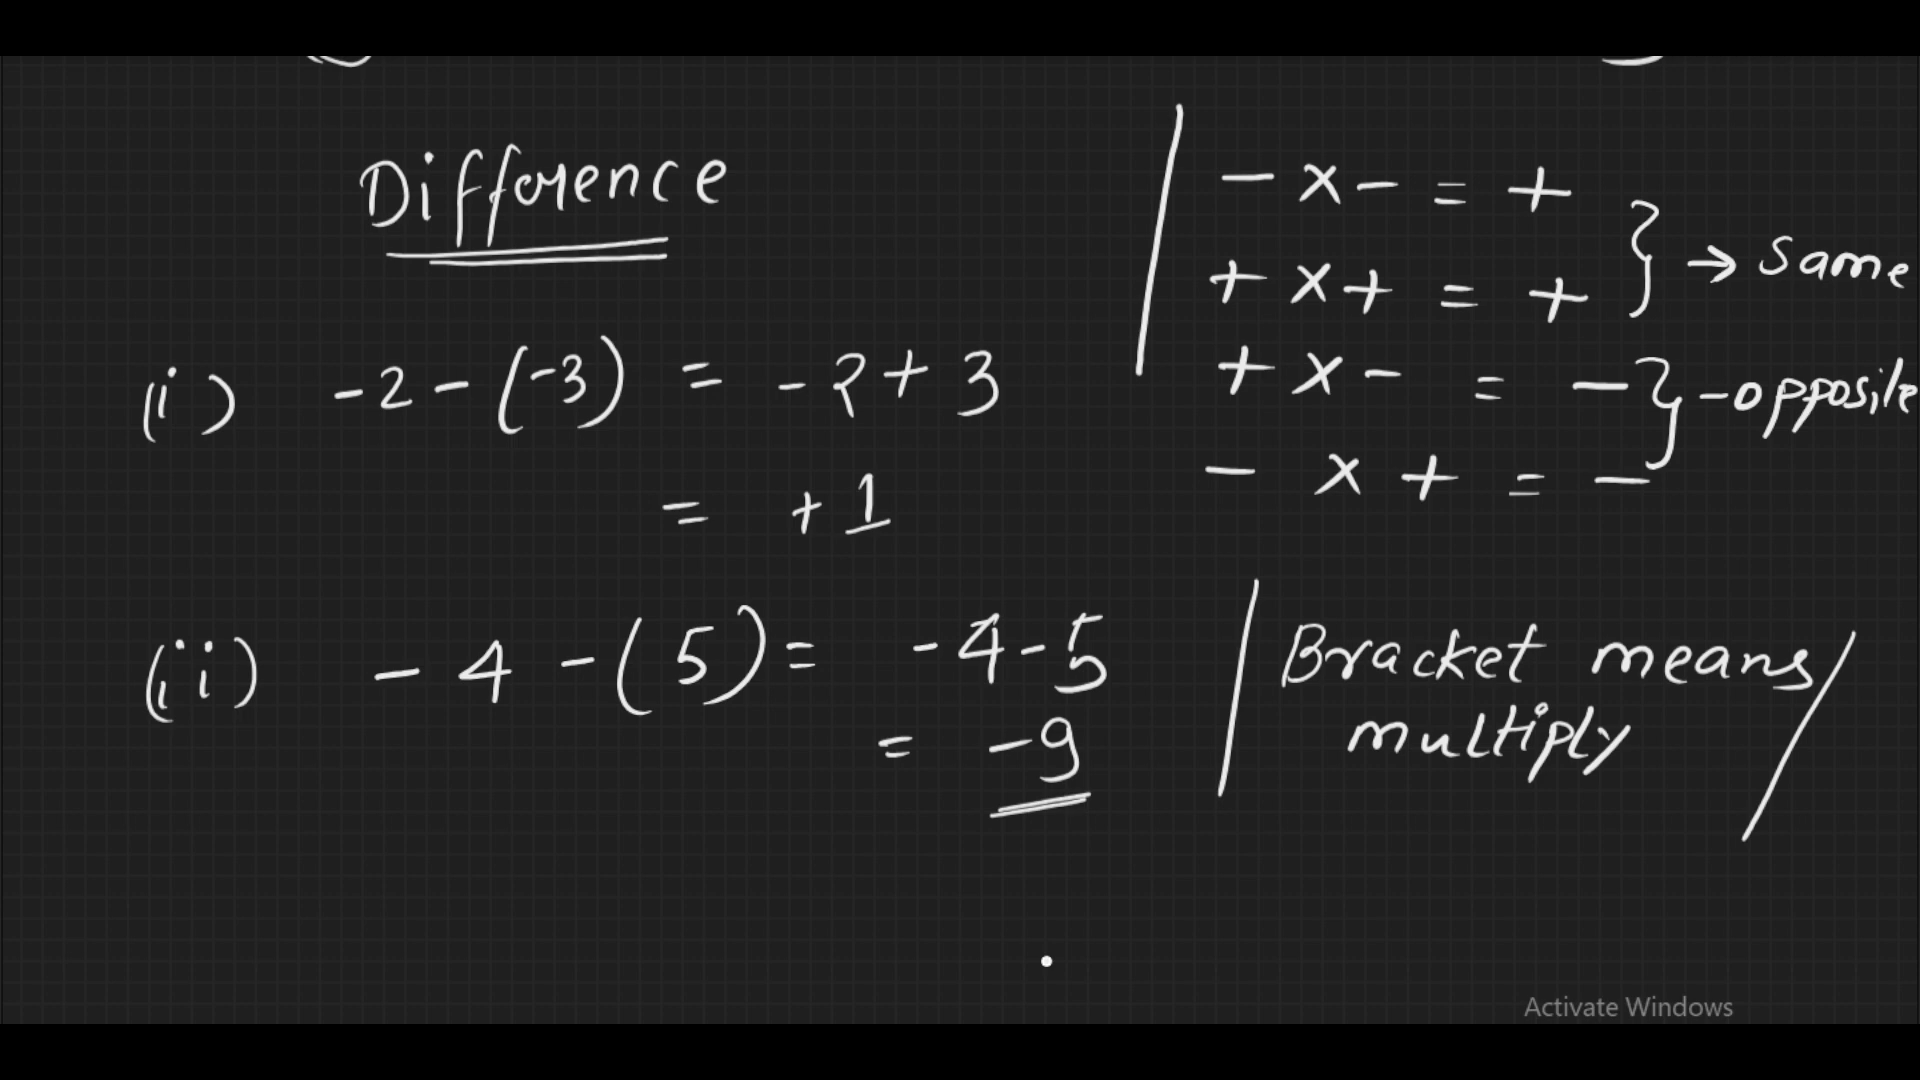 Difference
(i) -2 - (-3) = -2 + 3
= +1
(ii) - 4 - (5) = -4-5
= -9
- x - = +
+ x + = +
} → Same
+ x - = -
- x + = -
} - opposite
Bracket means
multiply
Activate Windows